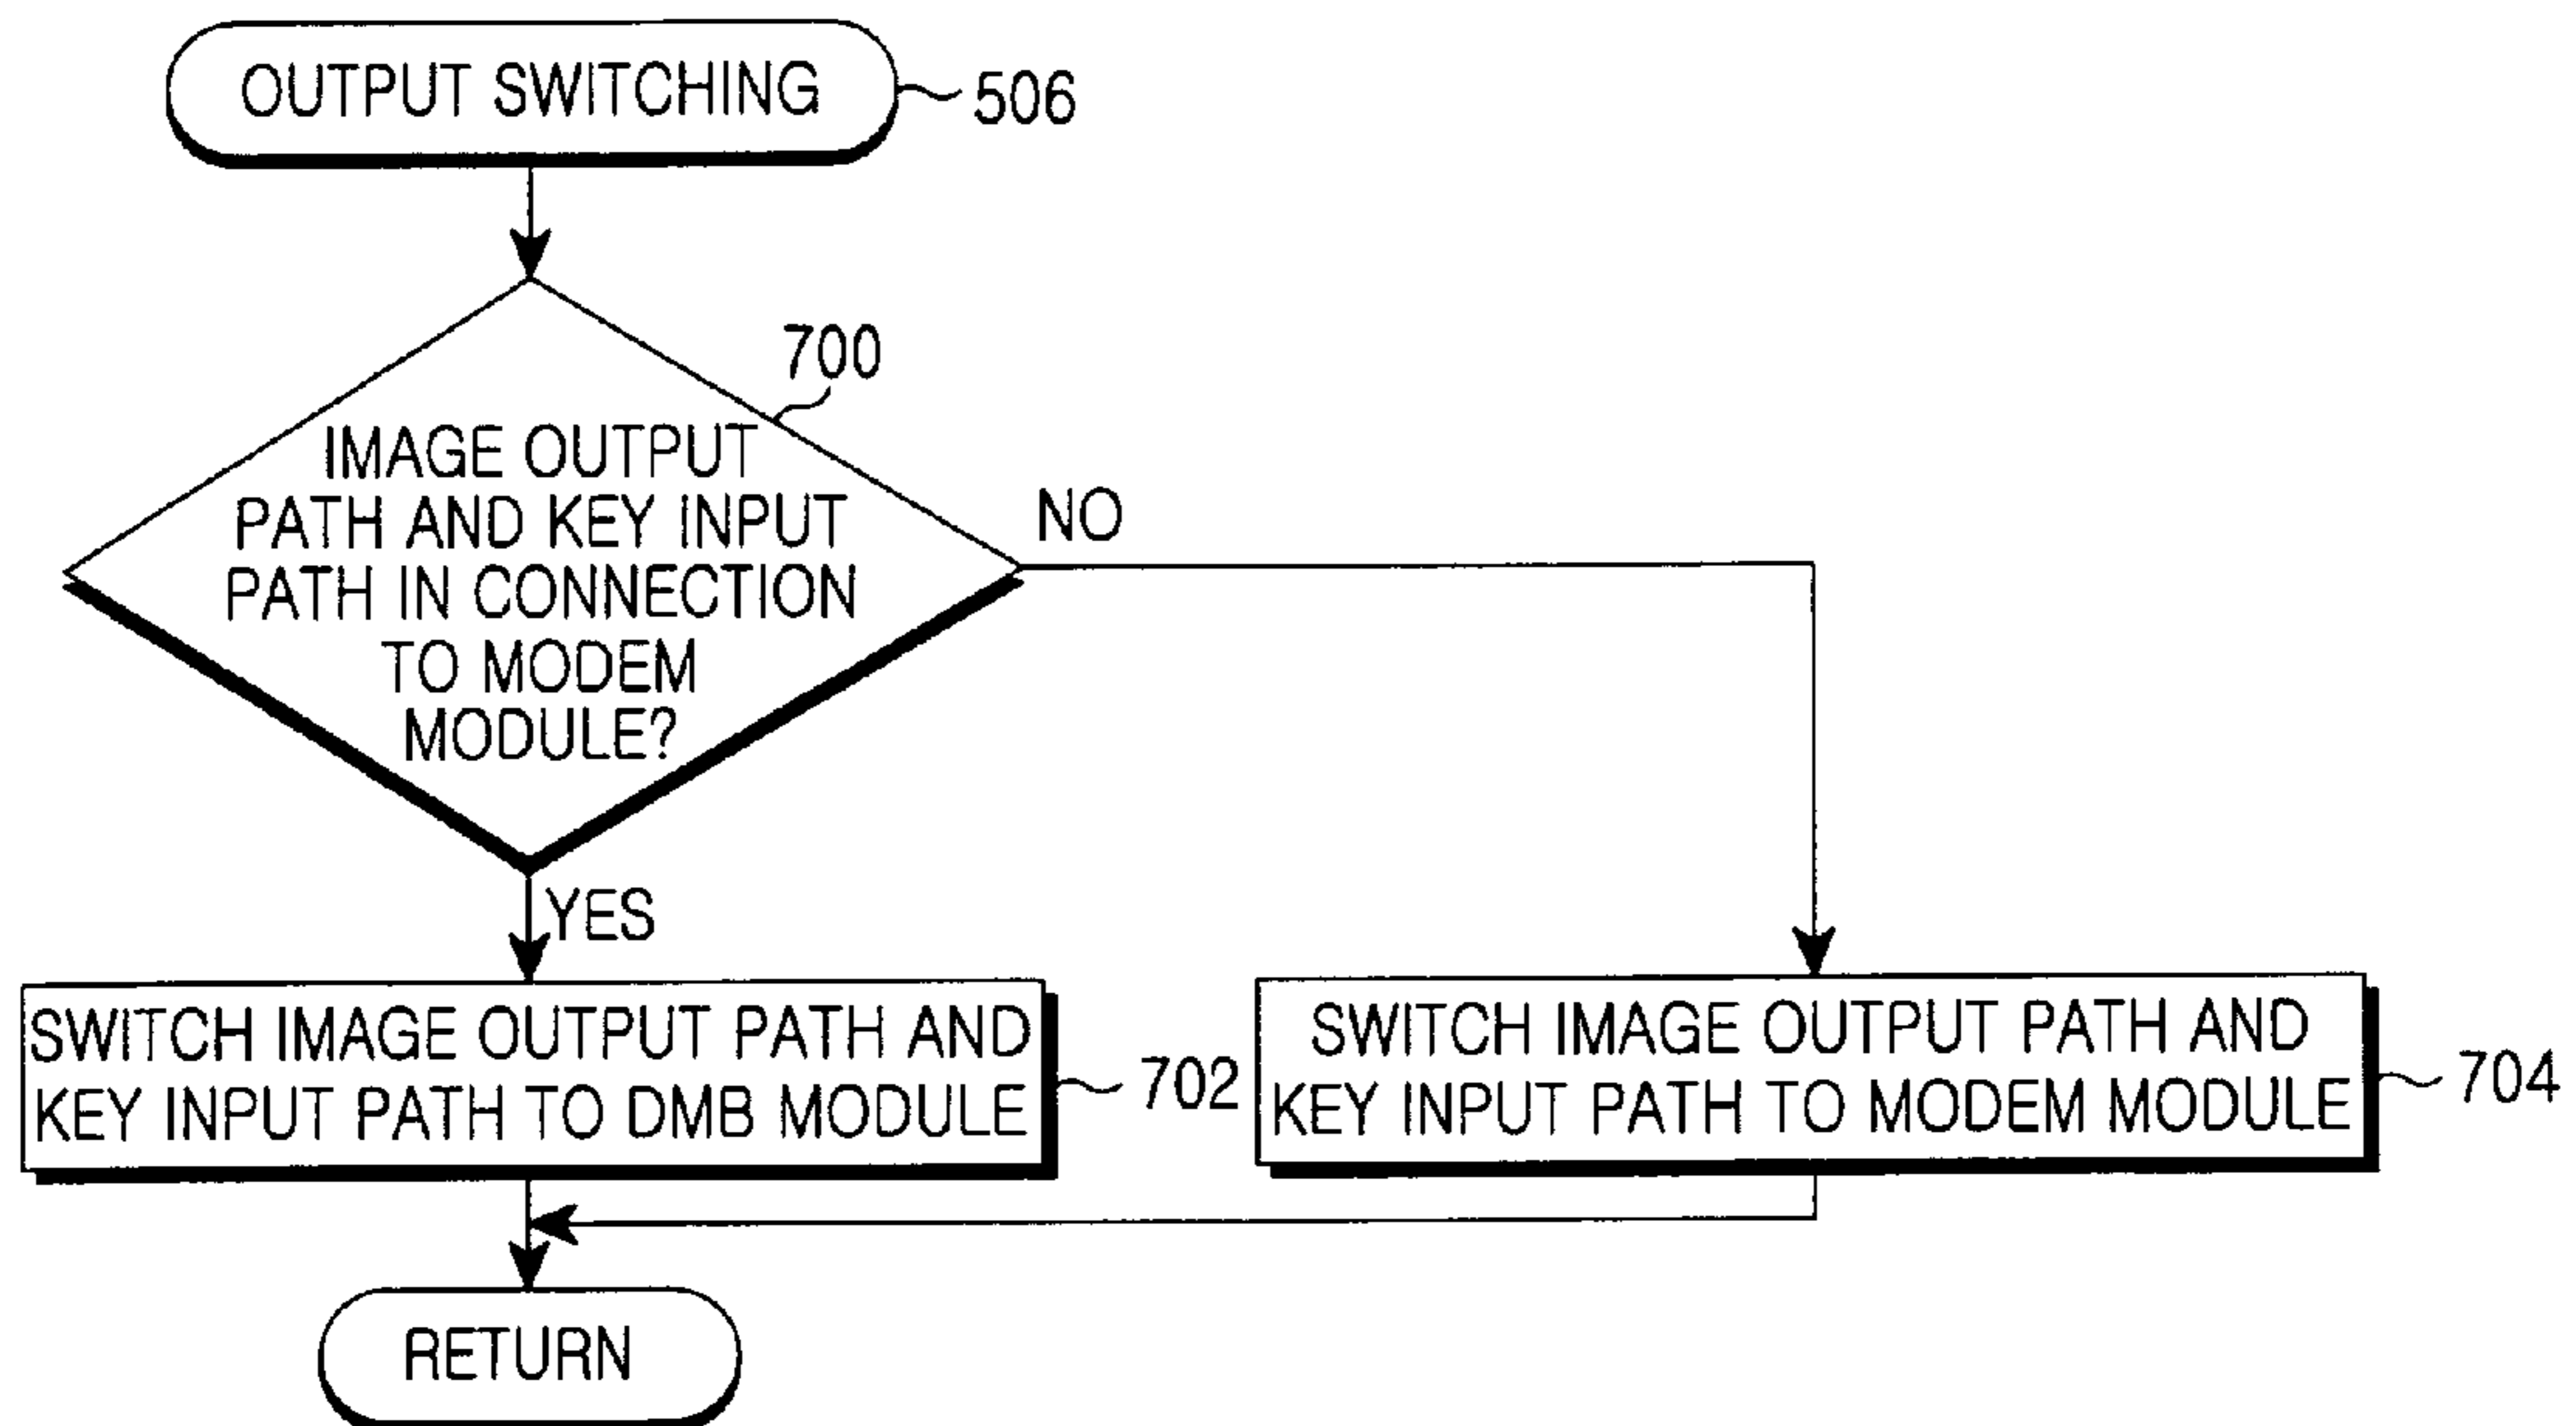 OUTPUT SWITCHING
506
700
IMAGE OUTPUT
PATH AND KEY INPUT
PATH IN CONNECTION
TO MODEM
MODULE?
NO
YES
SWITCH IMAGE OUTPUT PATH AND
KEY INPUT PATH TO DMB MODULE
702
SWITCH IMAGE OUTPUT PATH AND
KEY INPUT PATH TO MODEM MODULE
704
RETURN